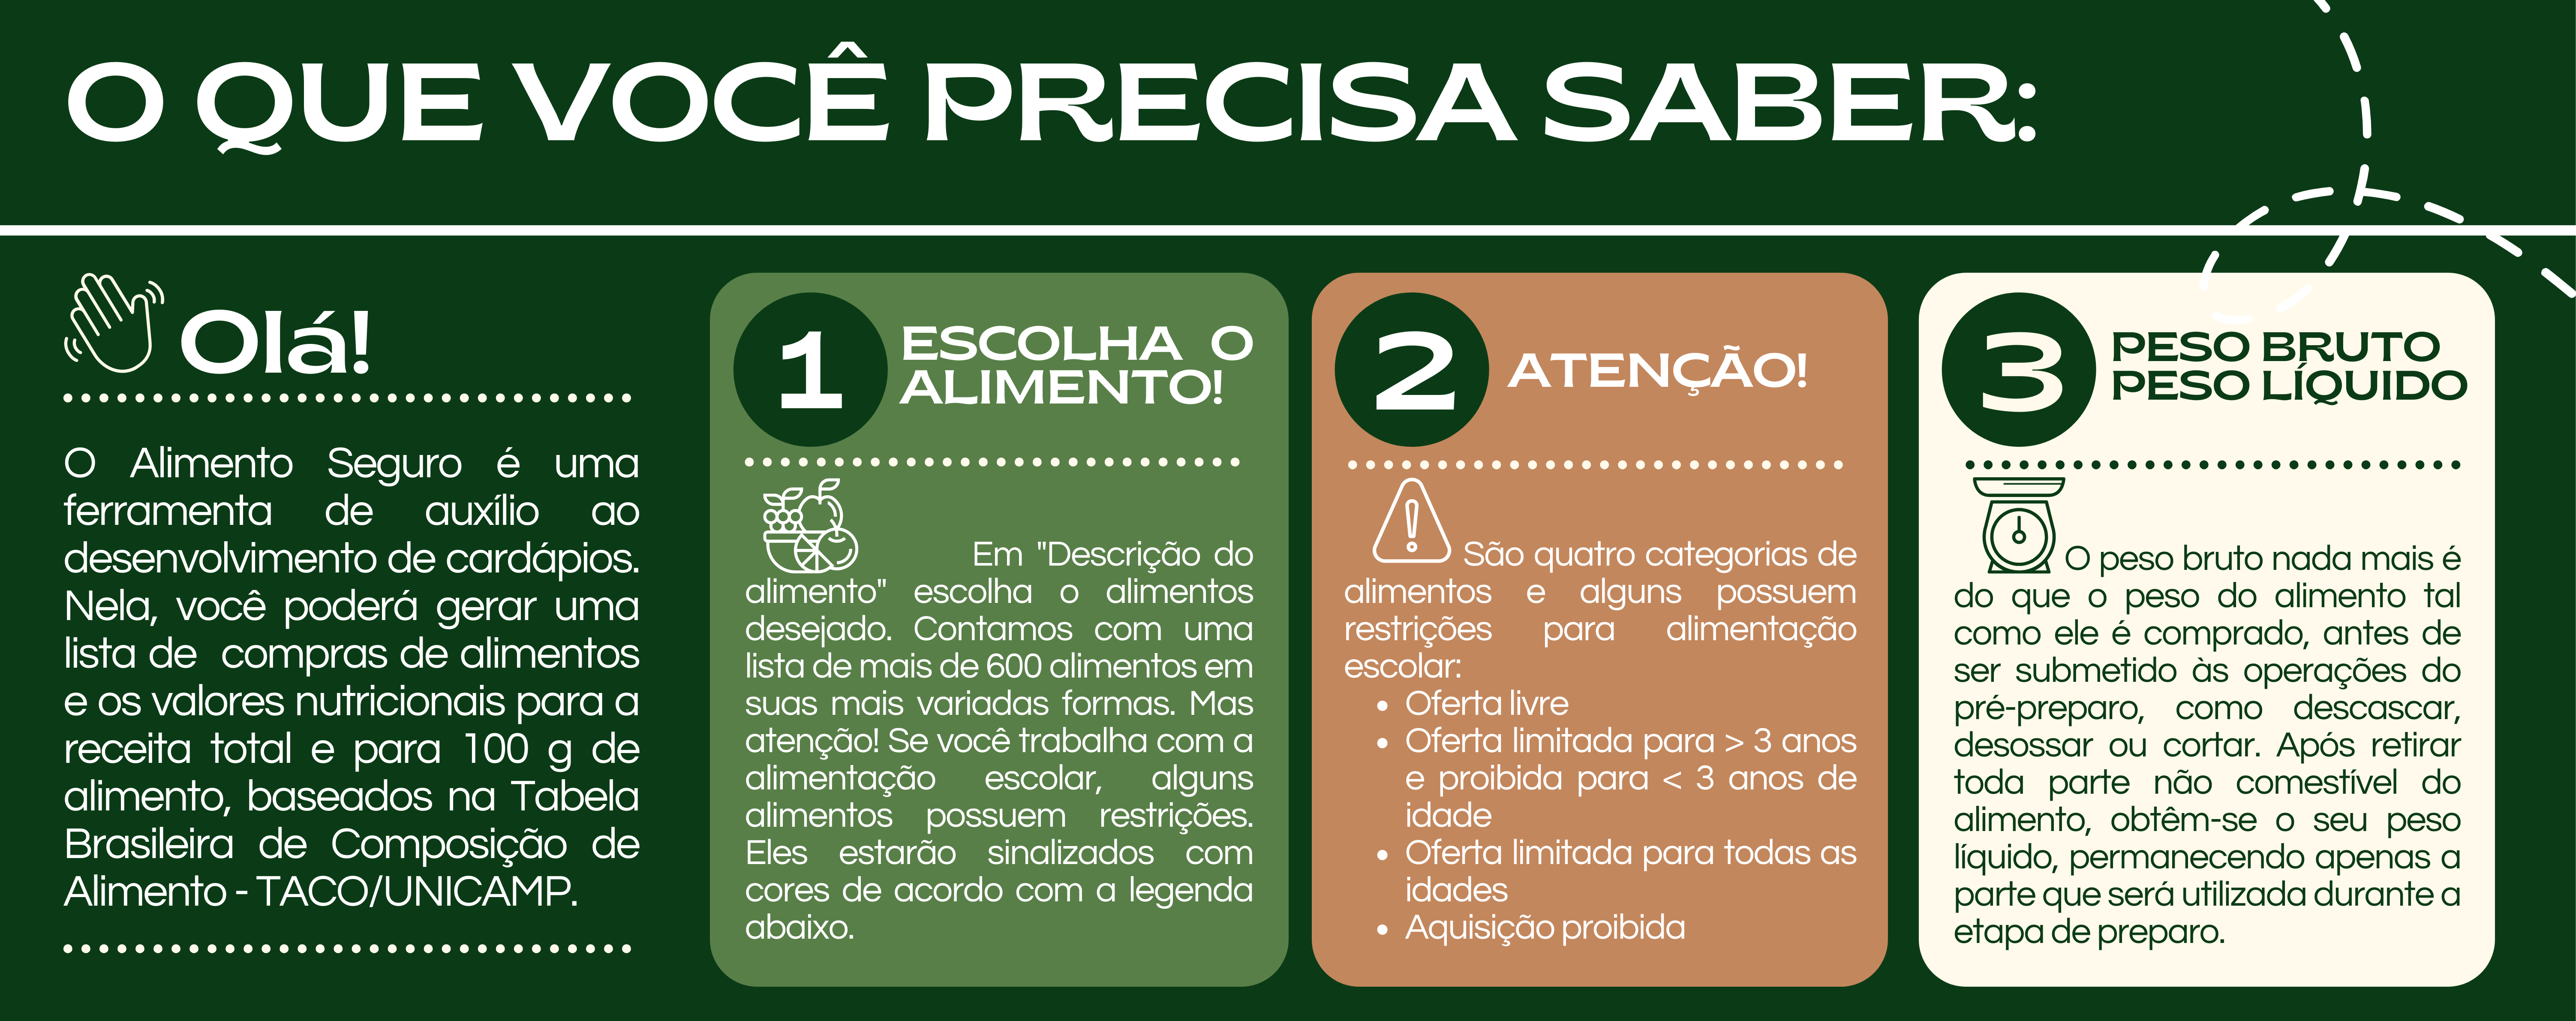 O QUE VOCÊ PRECISA SABER:
Olá!
O Alimento Seguro é uma
ferramenta de auxílio ao
desenvolvimento de cardápios.
Nela, você poderá gerar uma
lista de compras de alimentos
e os valores nutricionais para a
receita total e para 100 g de
alimento, baseados na Tabela
Brasileira de Composição de
Alimento - TACO/UNICAMP.
1
ESCOLHA O
ALIMENTO!
Em "Descrição do
alimento" escolha o alimentos
desejado. Contamos com uma
lista de mais de 600 alimentos em
suas mais variadas formas. Mas
atenção! Se você trabalha com a
alimentação escolar, alguns
alimentos possuem restrições.
Eles estarão sinalizados com
cores de acordo com a legenda
abaixo.
2
ATENÇÃO!
São quatro categorias de
alimentos e alguns possuem
restrições para alimentação
escolar:
• Oferta livre
• Oferta limitada para > 3 anos
e proibida para < 3 anos de
idade
• Oferta limitada para todas as
idades
• Aquisição proibida
3
PESO BRUTO
PESO LÍQUIDO
O peso bruto nada mais é
do que o peso do alimento tal
como ele é comprado, antes de
ser submetido às operações do
pré-preparo, como descascar,
desossar ou cortar. Após retirar
toda parte não comestível do
alimento, obtêm-se o seu peso
líquido, permanecendo apenas a
parte que será utilizada durante a
etapa de preparo.